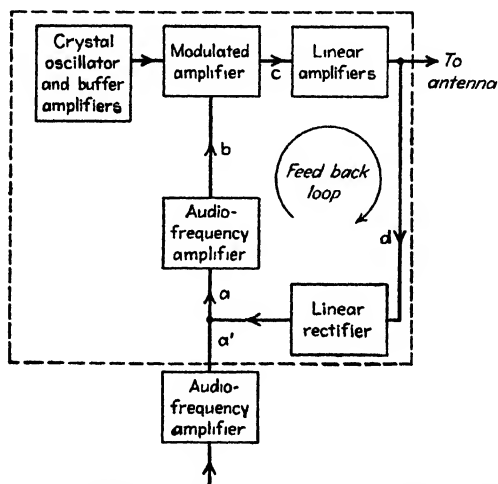 Crystal
oscillator
and buffer
amplifiers
Modulated
amplifier
c
Linear
amplifiers
To
antenna
b
Feed back
loop
d
Audio-
frequency
amplifier
a
Linear
rectifier
a'
Audio-
frequency
amplifier